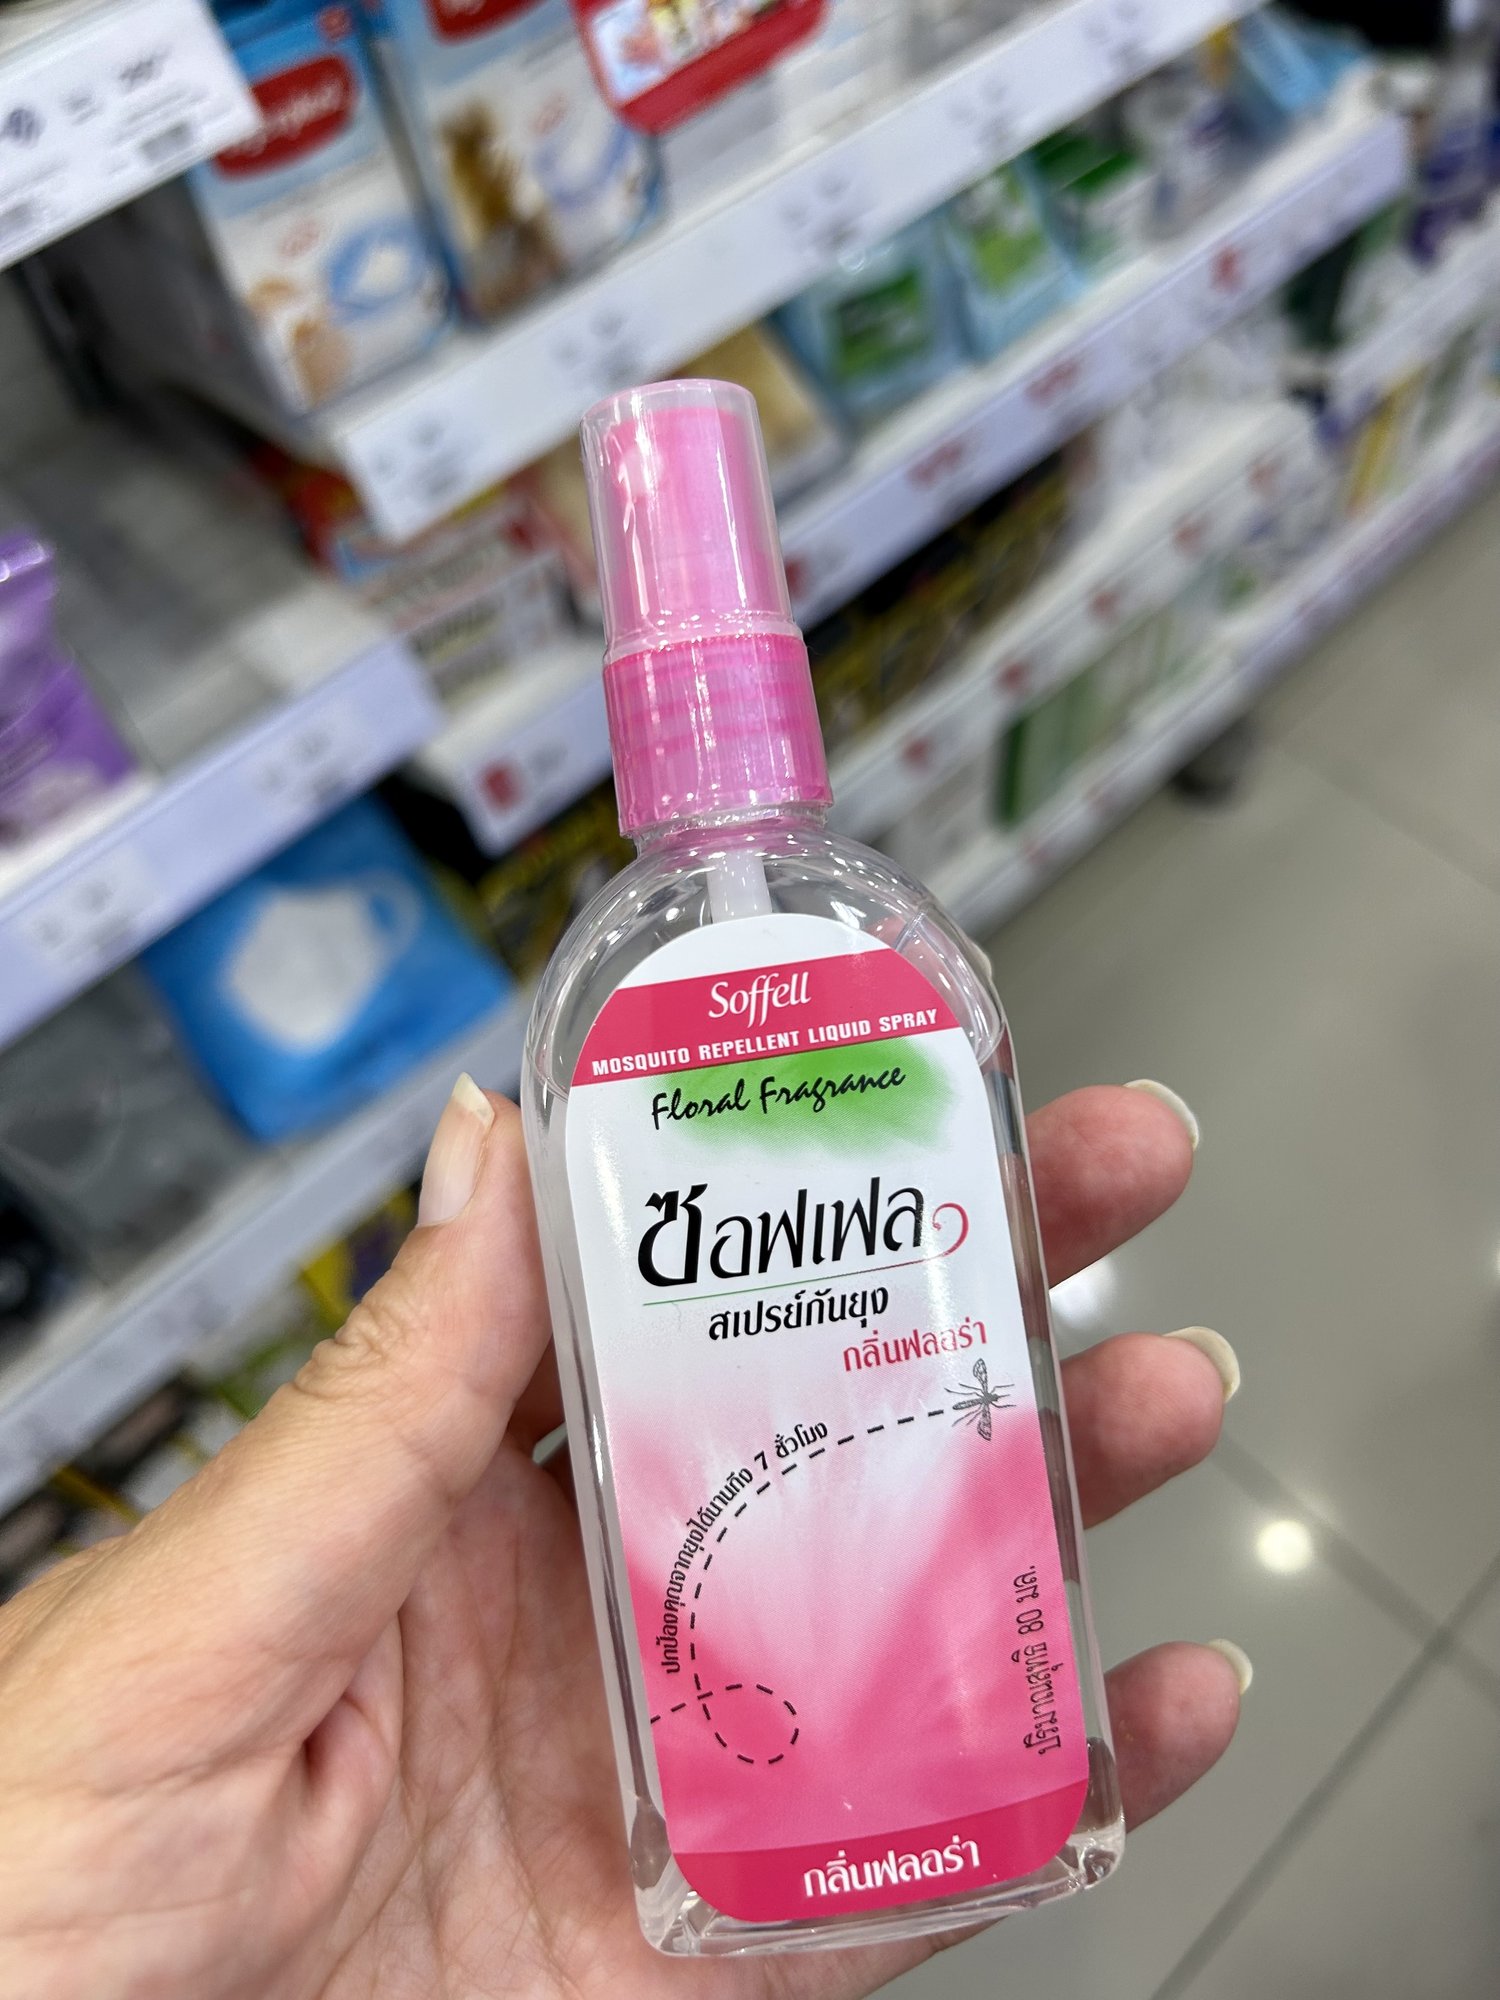 Soffell
MOSQUITO REPELLENT LIQUID SPRAY
Floral Fragrance
ซอฟเฟล
สเปรย์กันยุง
กลิ่นฟลอร่า
ปกป้องคุณจากยุงได้นานถึง 7 ชั่วโมง
ปริมาณสุทธิ 80 มล.
กลิ่นฟลอร่า